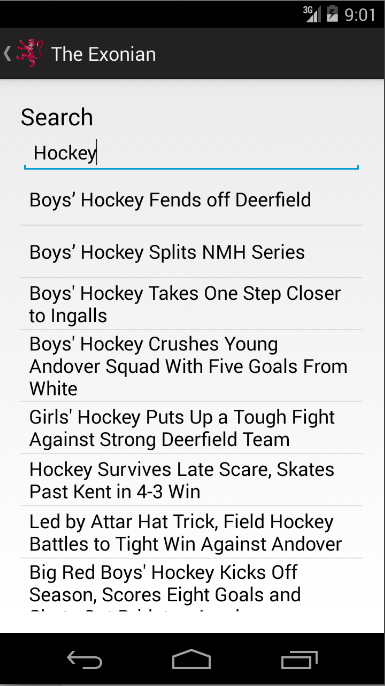 3G 9:01
The Exonian
Search
Hockey
Boys’ Hockey Fends off Deerfield
Boys’ Hockey Splits NMH Series
Boys' Hockey Takes One Step Closer
to Ingalls
Boys' Hockey Crushes Young
Andover Squad With Five Goals From
White
Girls' Hockey Puts Up a Tough Fight
Against Strong Deerfield Team
Hockey Survives Late Scare, Skates
Past Kent in 4-3 Win
Led by Attar Hat Trick, Field Hockey
Battles to Tight Win Against Andover
Big Red Boys' Hockey Kicks Off
Season, Scores Eight Goals and